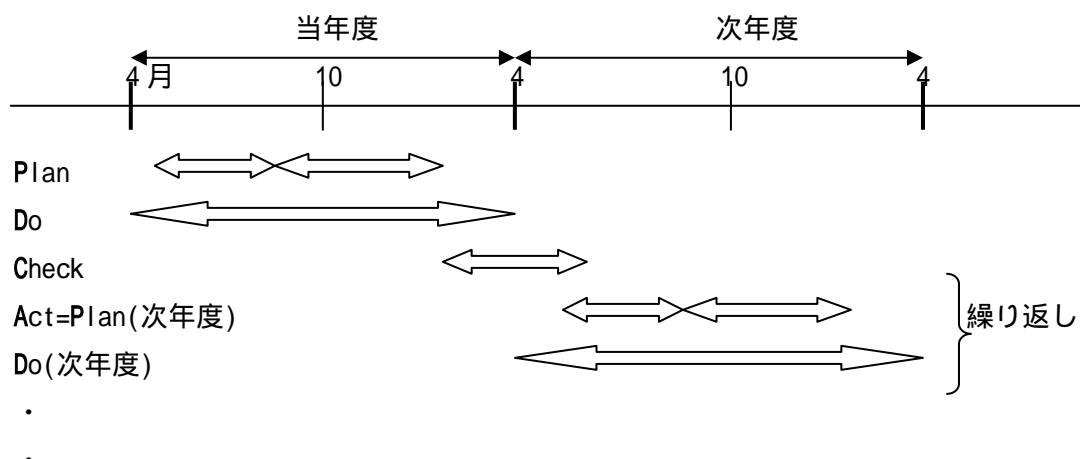 当年度 次年度
4月 10 4 10 4
Plan
Do
Check
Act=Plan(次年度)
繰り返し
Do(次年度)
・
・